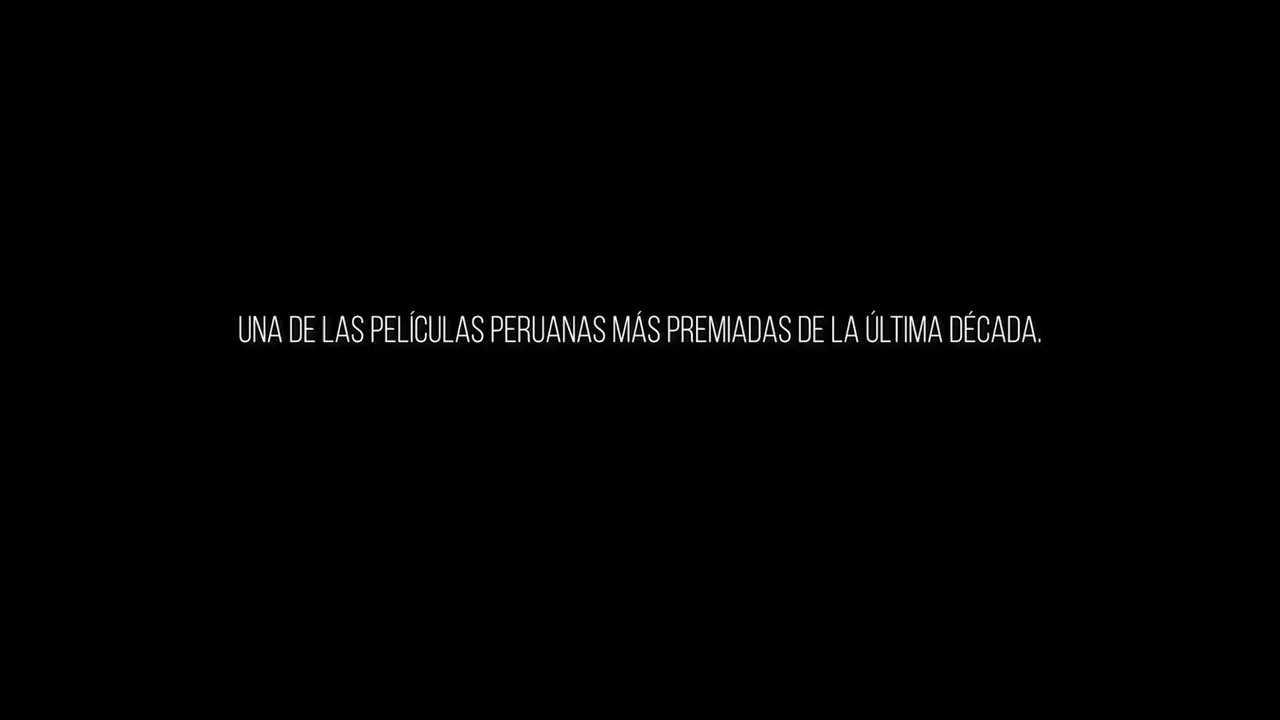 UNA DE LAS PELÍCULAS PERUANAS MÁS PREMIADAS DE LA ÚLTIMA DÉCADA.